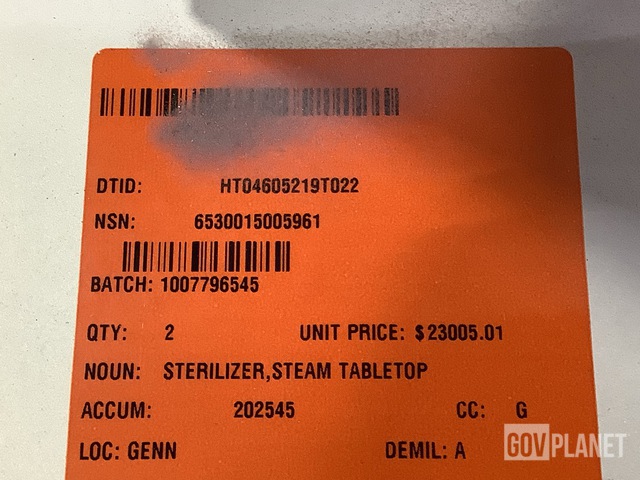 DTID: HT04605219T022
NSN: 6530015005961
BATCH: 1007796545
QTY: 2 UNIT PRICE: $23005.01
NOUN: STERILIZER,STEAM TABLETOP
ACCUM: 202545 CC: G
LOC: GENN DEMIL: A
GOVPLANET